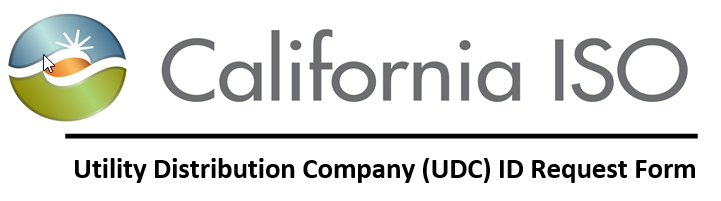 California ISO
Utility Distribution Company (UDC) ID Request Form